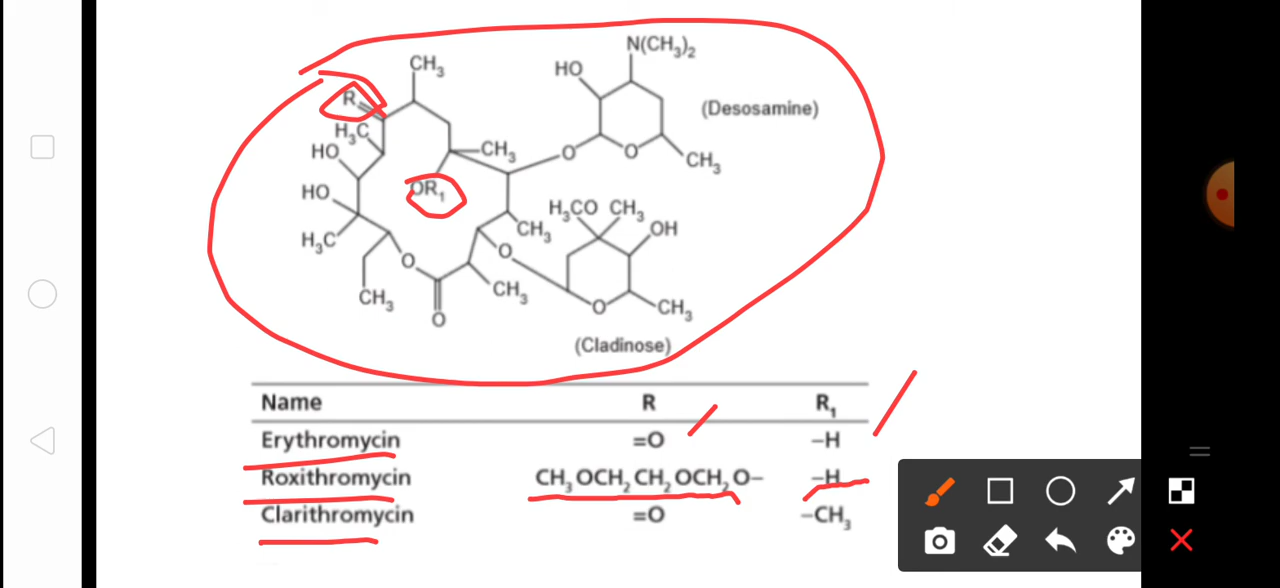 N(CH₃)₂
CH₃
HO
R
(Desosamine)
H₃C
HO
CH₃
O
O
CH₃
HO
OR₁
H₃CO CH₃
OH
CH₃
H₃C
O
O
CH₃
CH₃
O
CH₃
O
(Cladinose)
Name R R₁
Erythromycin =O –H
Roxithromycin CH₃OCH₂CH₂OCH₂O– –H
Clarithromycin =O –CH₃